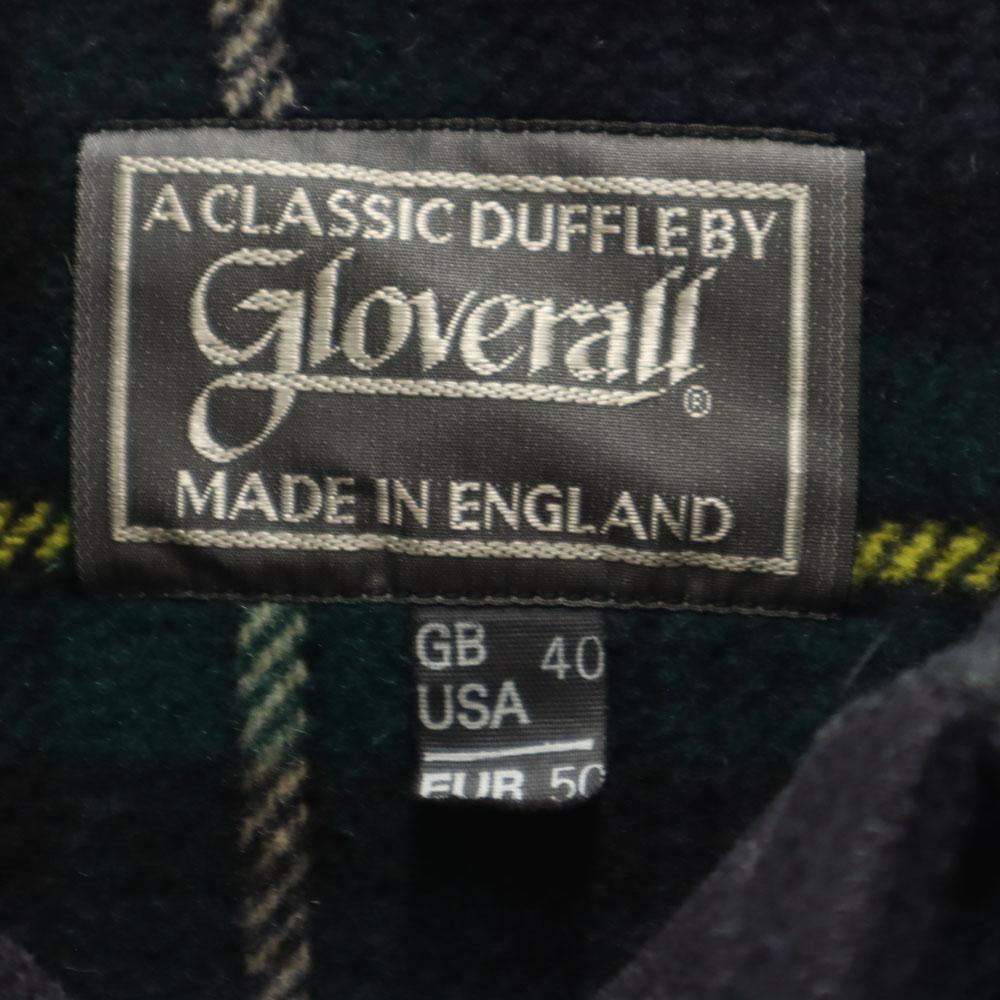 A CLASSIC DUFFLE BY
Gloverall®
MADE IN ENGLAND
GB 40
USA
EUR 50